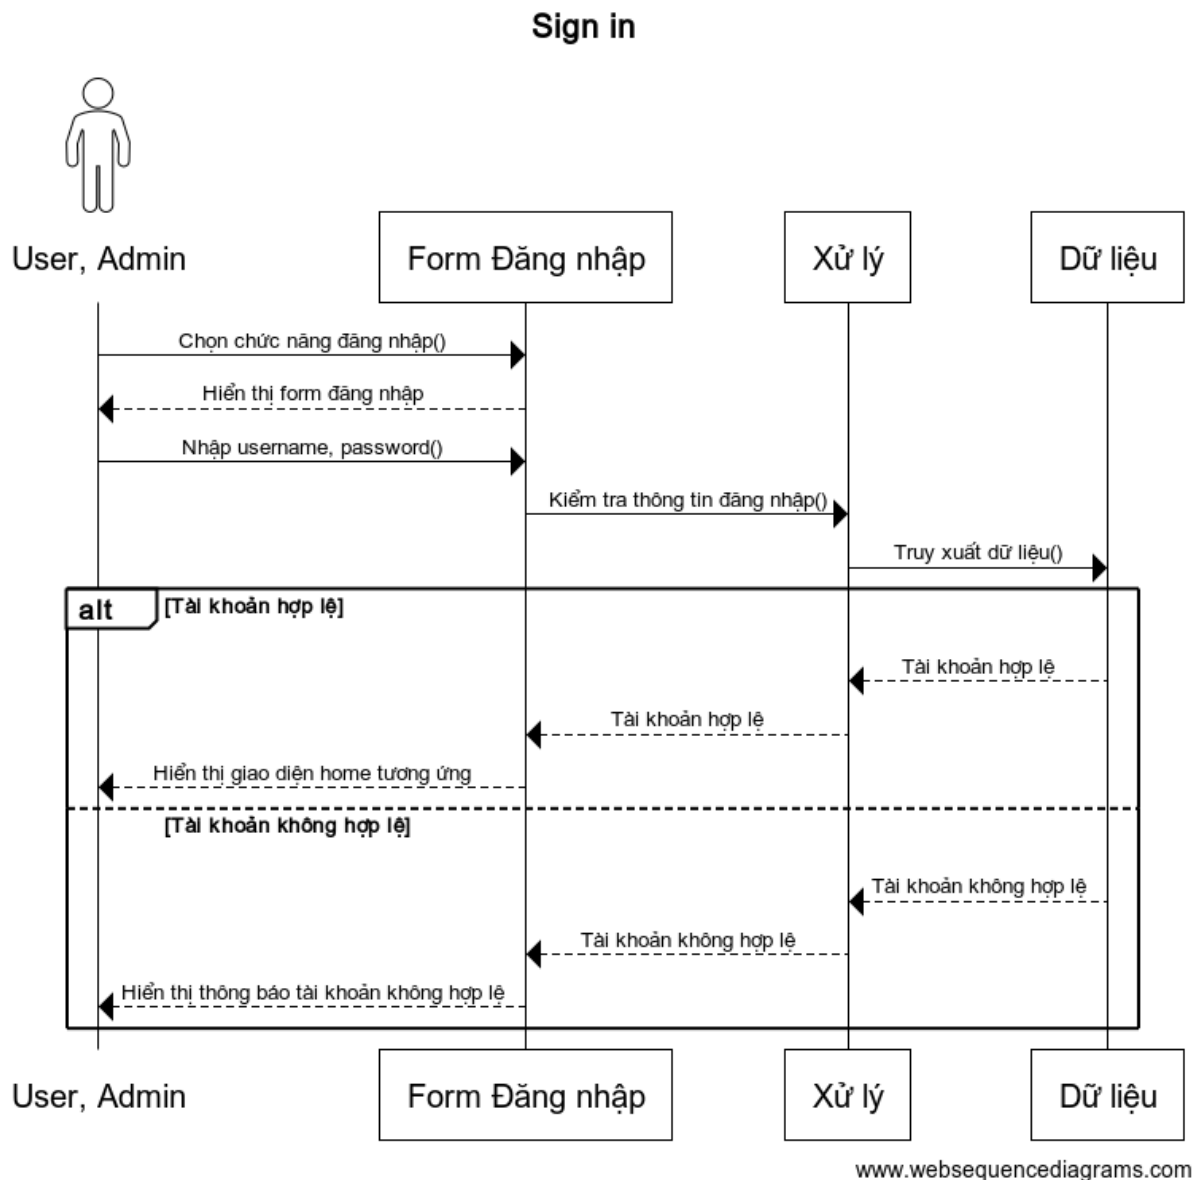 Sign in
User, Admin
Form Đăng nhập
Xử lý
Dữ liệu
Chọn chức năng đăng nhập()
Hiển thị form đăng nhập
Nhập username, password()
Kiểm tra thông tin đăng nhập()
Truy xuất dữ liệu()
alt
[Tài khoản hợp lệ]
Tài khoản hợp lệ
Tài khoản hợp lệ
Hiển thị giao diện home tương ứng
[Tài khoản không hợp lệ]
Tài khoản không hợp lệ
Tài khoản không hợp lệ
Hiển thị thông báo tài khoản không hợp lệ
User, Admin
Form Đăng nhập
Xử lý
Dữ liệu
www.websequencediagrams.com